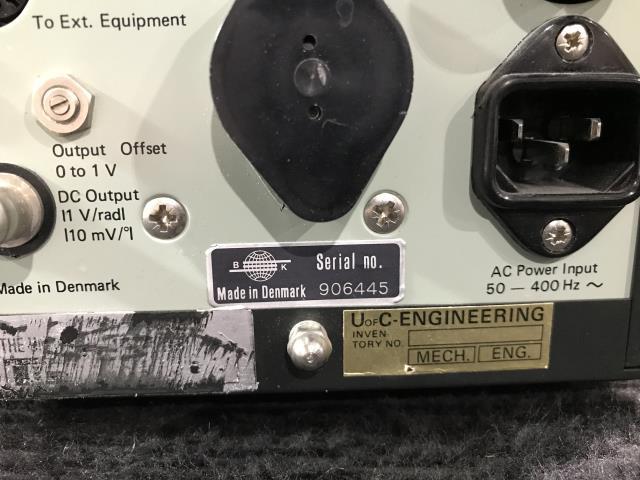 To Ext. Equipment
Output Offset
0 to 1 V
DC Output
|1 V/rad|
|10 mV/°|
Made in Denmark
B K
Serial no.
Made in Denmark 906445
AC Power Input
50 — 400 Hz ~
THE
U OF C-ENGINEERING
INVEN-
TORY NO.
MECH. ENG.